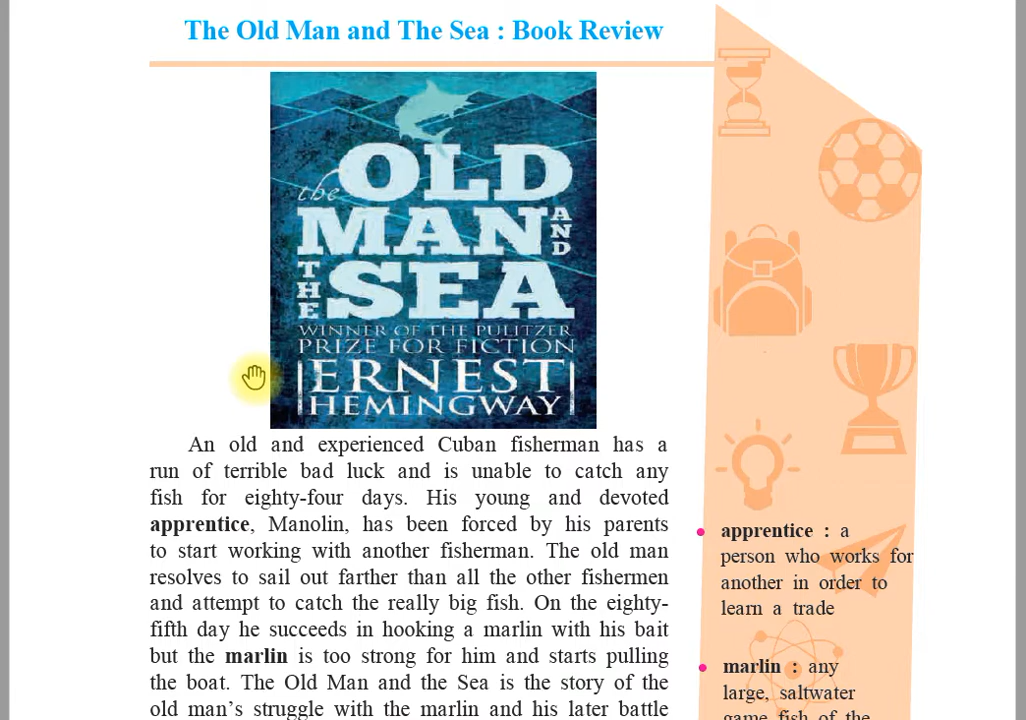 The Old Man and The Sea : Book Review
the OLD
MAN AND
THE SEA
WINNER OF THE PULITZER
PRIZE FOR FICTION
ERNEST
HEMINGWAY
An old and experienced Cuban fisherman has a
run of terrible bad luck and is unable to catch any
fish for eighty-four days. His young and devoted
apprentice, Manolin, has been forced by his parents
to start working with another fisherman. The old man
resolves to sail out farther than all the other fishermen
and attempt to catch the really big fish. On the eighty-
fifth day he succeeds in hooking a marlin with his bait
but the marlin is too strong for him and starts pulling
the boat. The Old Man and the Sea is the story of the
old man's struggle with the marlin and his later battle
apprentice : a
person who works for
another in order to
learn a trade
marlin : any
large, saltwater
game fish of the